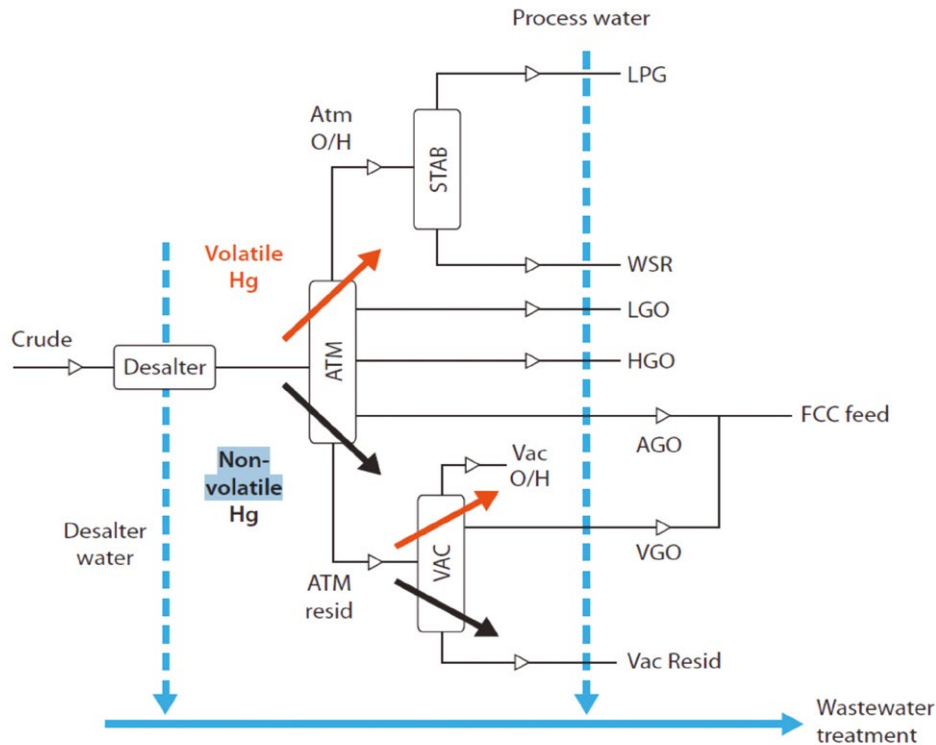 Process water
LPG
Atm
O/H
STAB
Volatile
Hg
WSR
LGO
Crude
Desalter
ATM
HGO
FCC feed
AGO
Non-
volatile
Hg
Vac
O/H
Desalter
water
VGO
VAC
ATM
resid
Vac Resid
Wastewater
treatment